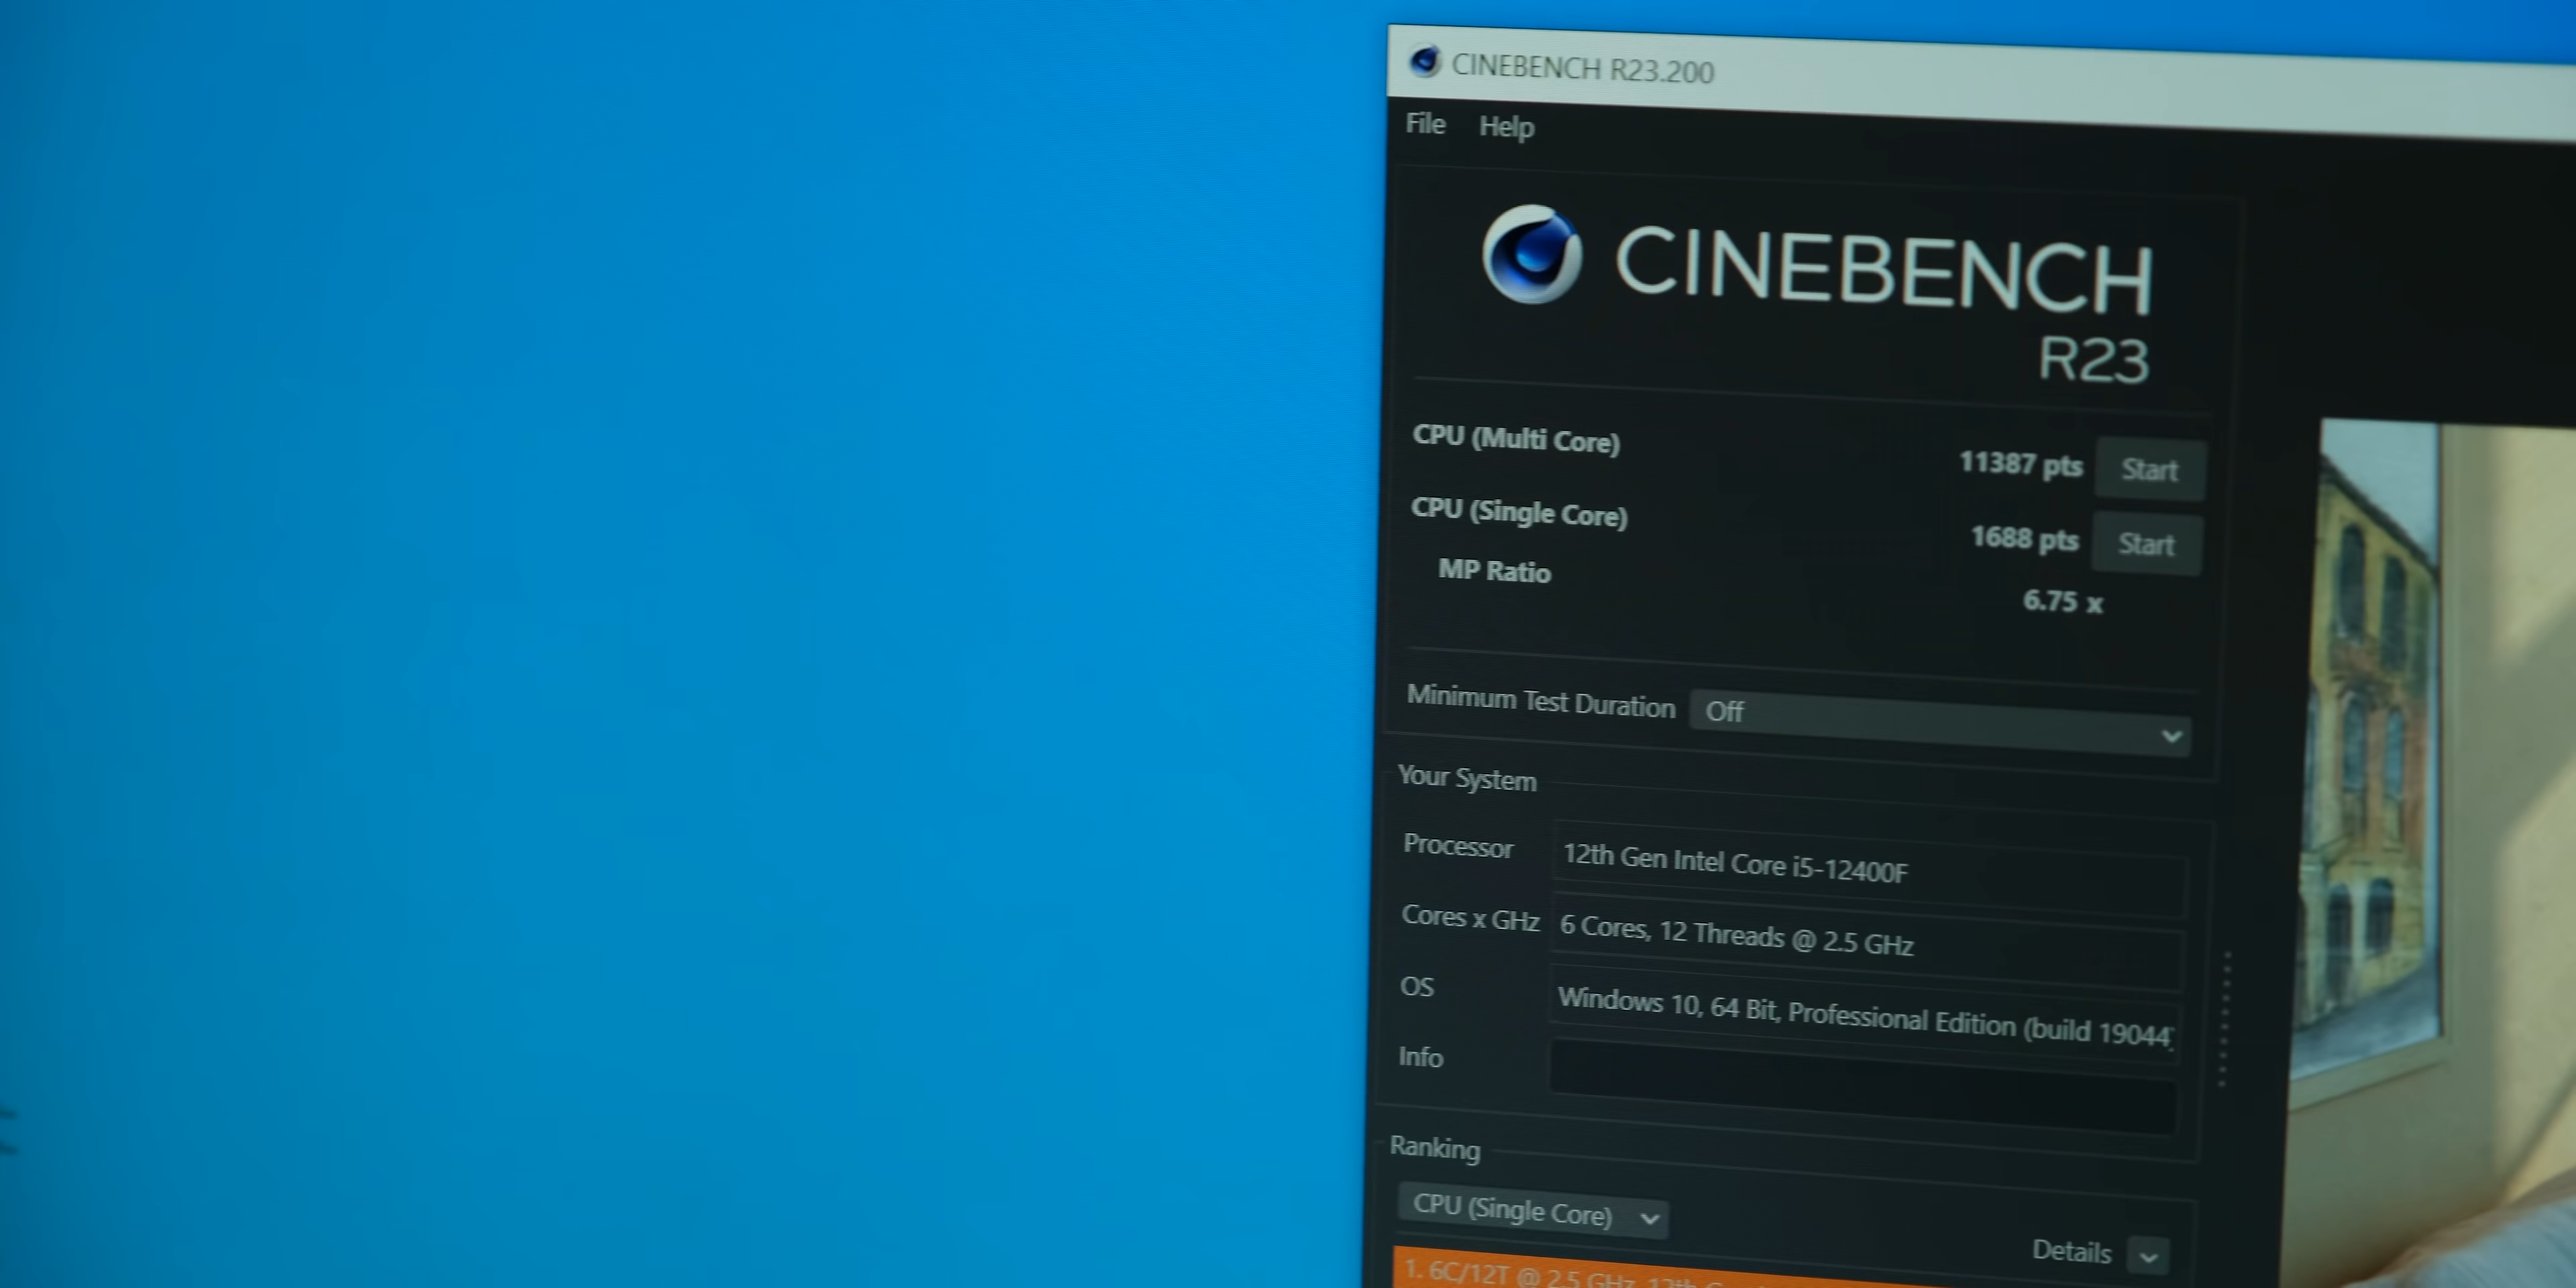 CINEBENCH R23.200
File Help
CINEBENCH
R23
CPU (Multi Core) 11387 pts Start
CPU (Single Core) 1688 pts Start
MP Ratio 6.75 x
Minimum Test Duration Off
Your System
Processor 12th Gen Intel Core i5-12400F
Cores x GHz 6 Cores, 12 Threads @ 2.5 GHz
OS Windows 10, 64 Bit, Professional Edition (build 19044)
Info
Ranking
CPU (Single Core)
Details
1. 6C/12T @ 2.5 GHz, 12th